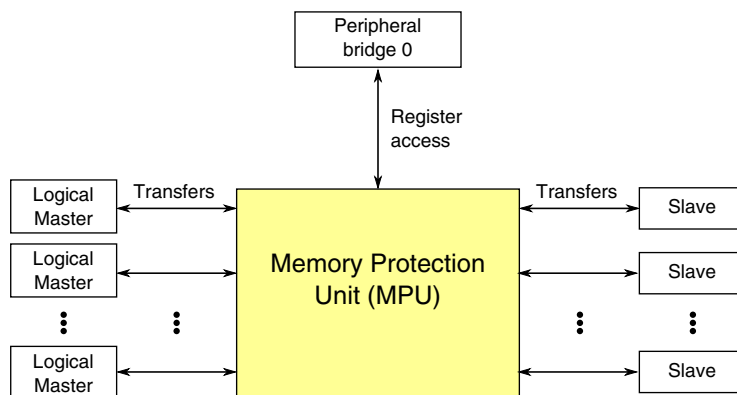 Peripheral
bridge 0
Register
access
Logical
Master
Transfers
Transfers
Slave
Logical
Master
Memory Protection
Unit (MPU)
Slave
Logical
Master
Slave